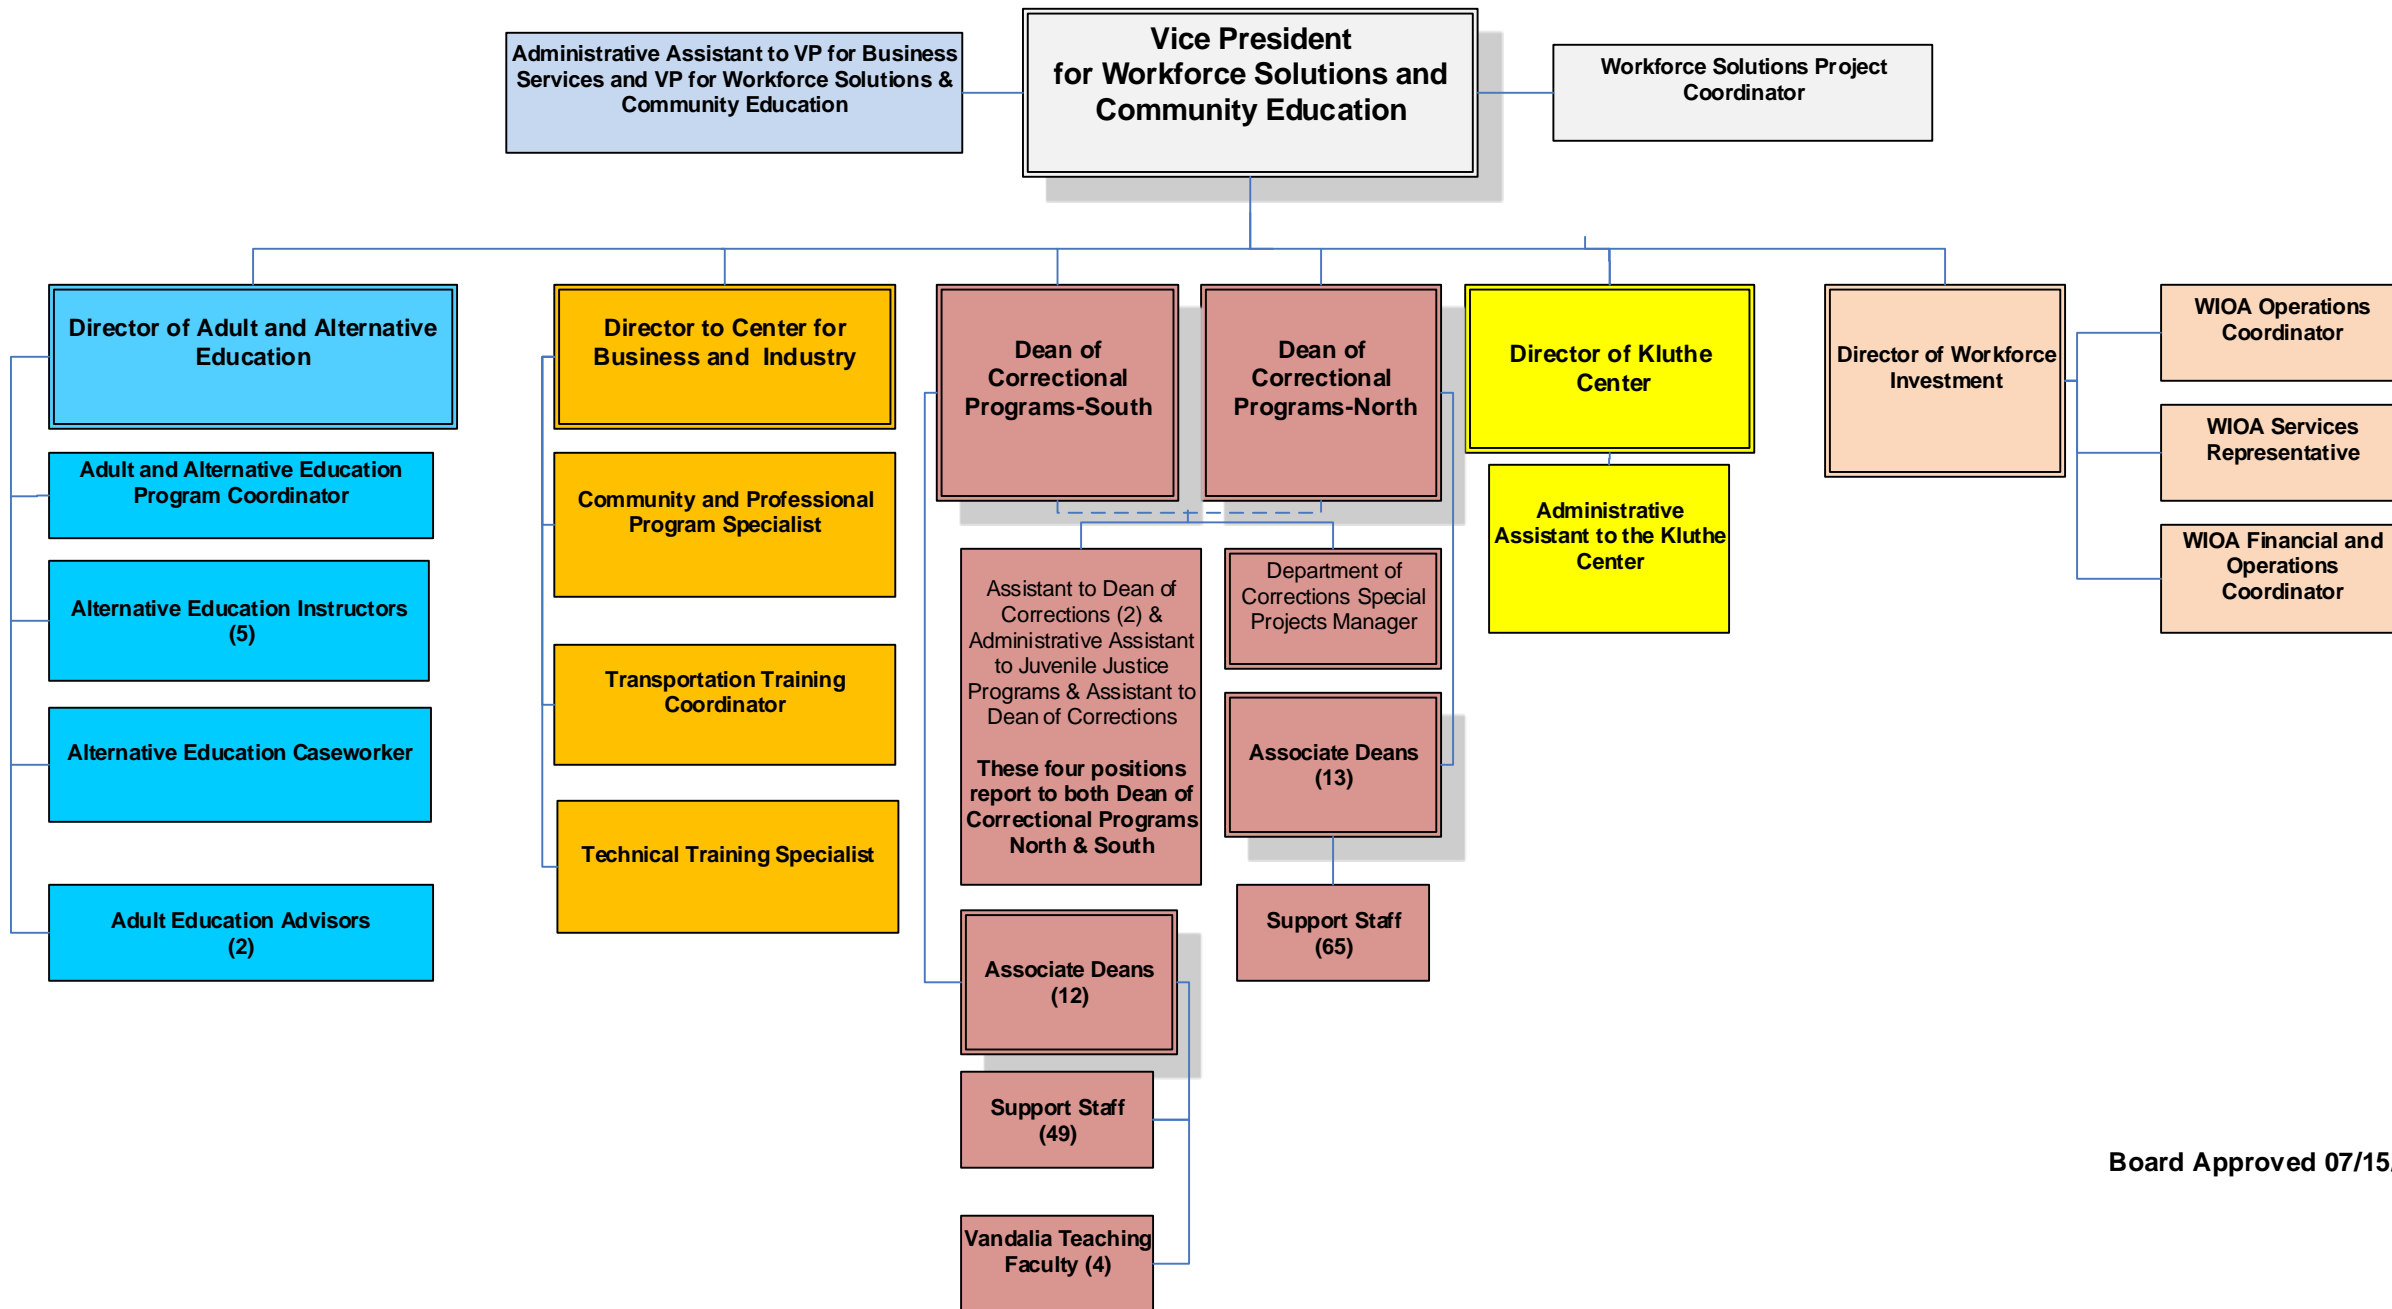 Administrative Assistant to VP for Business
Services and VP for Workforce Solutions &
Community Education
Vice President
for Workforce Solutions and
Community Education
Workforce Solutions Project
Coordinator
Director of Adult and Alternative
Education
Adult and Alternative Education
Program Coordinator
Alternative Education Instructors
(5)
Alternative Education Caseworker
Adult Education Advisors
(2)
Director to Center for
Business and Industry
Community and Professional
Program Specialist
Transportation Training
Coordinator
Technical Training Specialist
Dean of
Correctional
Programs-South
Dean of
Correctional
Programs-North
Assistant to Dean of
Corrections (2) &
Administrative Assistant
to Juvenile Justice
Programs & Assistant to
Dean of Corrections
These four positions
report to both Dean of
Correctional Programs
North & South
Department of
Corrections Special
Projects Manager
Associate Deans
(13)
Support Staff
(65)
Associate Deans
(12)
Support Staff
(49)
Vandalia Teaching
Faculty (4)
Director of Kluthe
Center
Administrative
Assistant to the Kluthe
Center
Director of Workforce
Investment
WIOA Operations
Coordinator
WIOA Services
Representative
WIOA Financial and
Operations
Coordinator
Board Approved 07/15